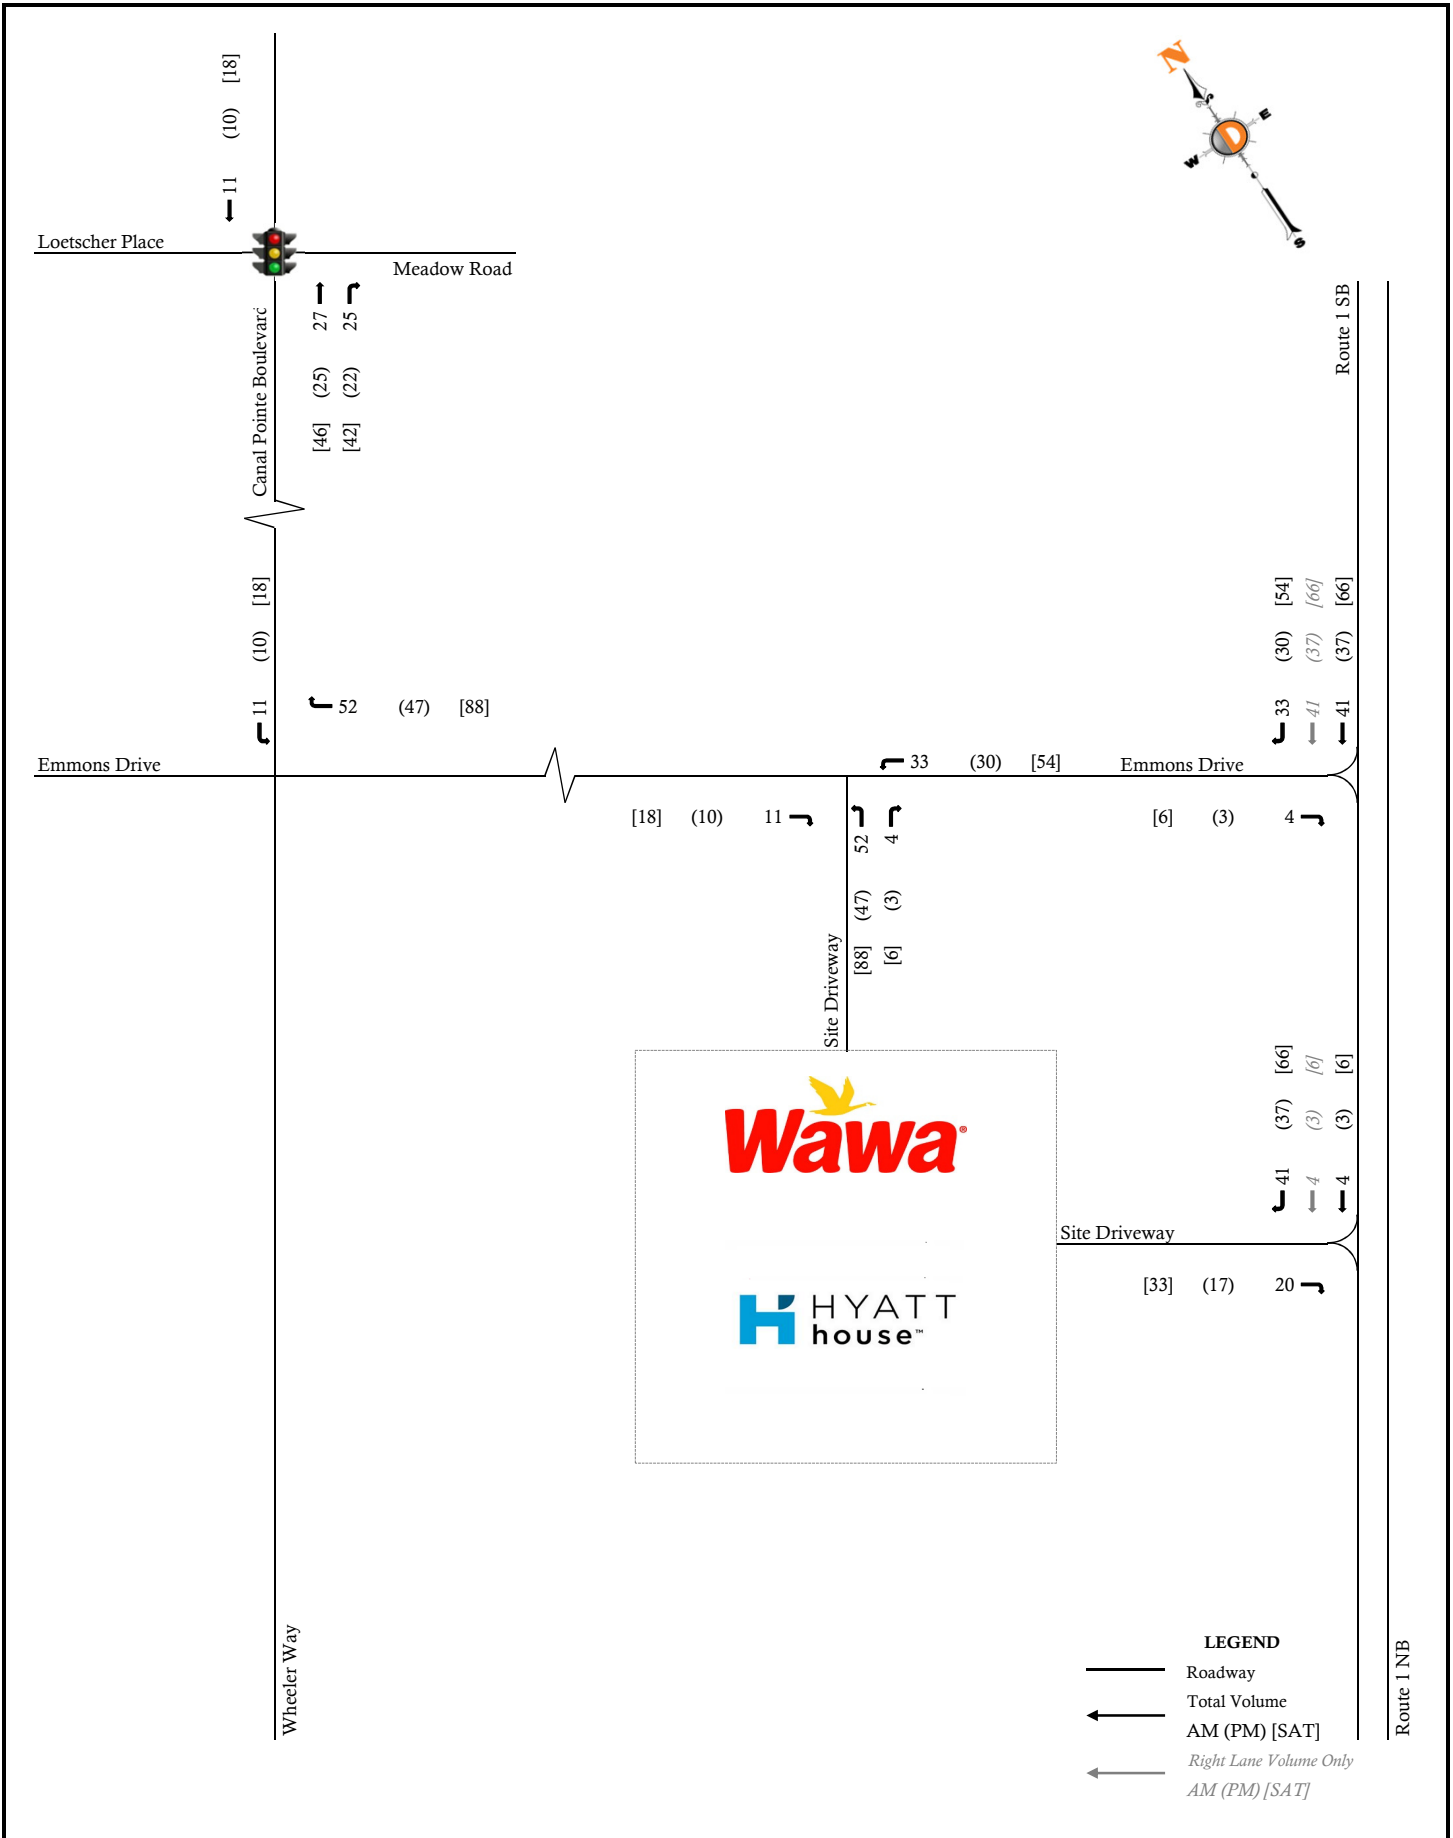 N
E
W
D
S
11 (10) [18]
Loetscher Place
Meadow Road
27 (25) [46]
25 (22) [42]
Canal Pointe Boulevard
Route 1 SB
11 (10) [18]
52 (47) [88]
33 (30) [54]
41 (37) [66]
41 (37) [66]
Emmons Drive
33 (30) [54]
Emmons Drive
[18] (10) 11
52 (47) [88]
4 (3) [6]
[6] (3) 4
Site Driveway
Wawa®
41 (37) [66]
4 (3) [6]
4 (3) [6]
Site Driveway
[33] (17) 20
HYATT
house™
Wheeler Way
LEGEND
Roadway
Total Volume
AM (PM) [SAT]
Right Lane Volume Only
AM (PM) [SAT]
Route 1 NB